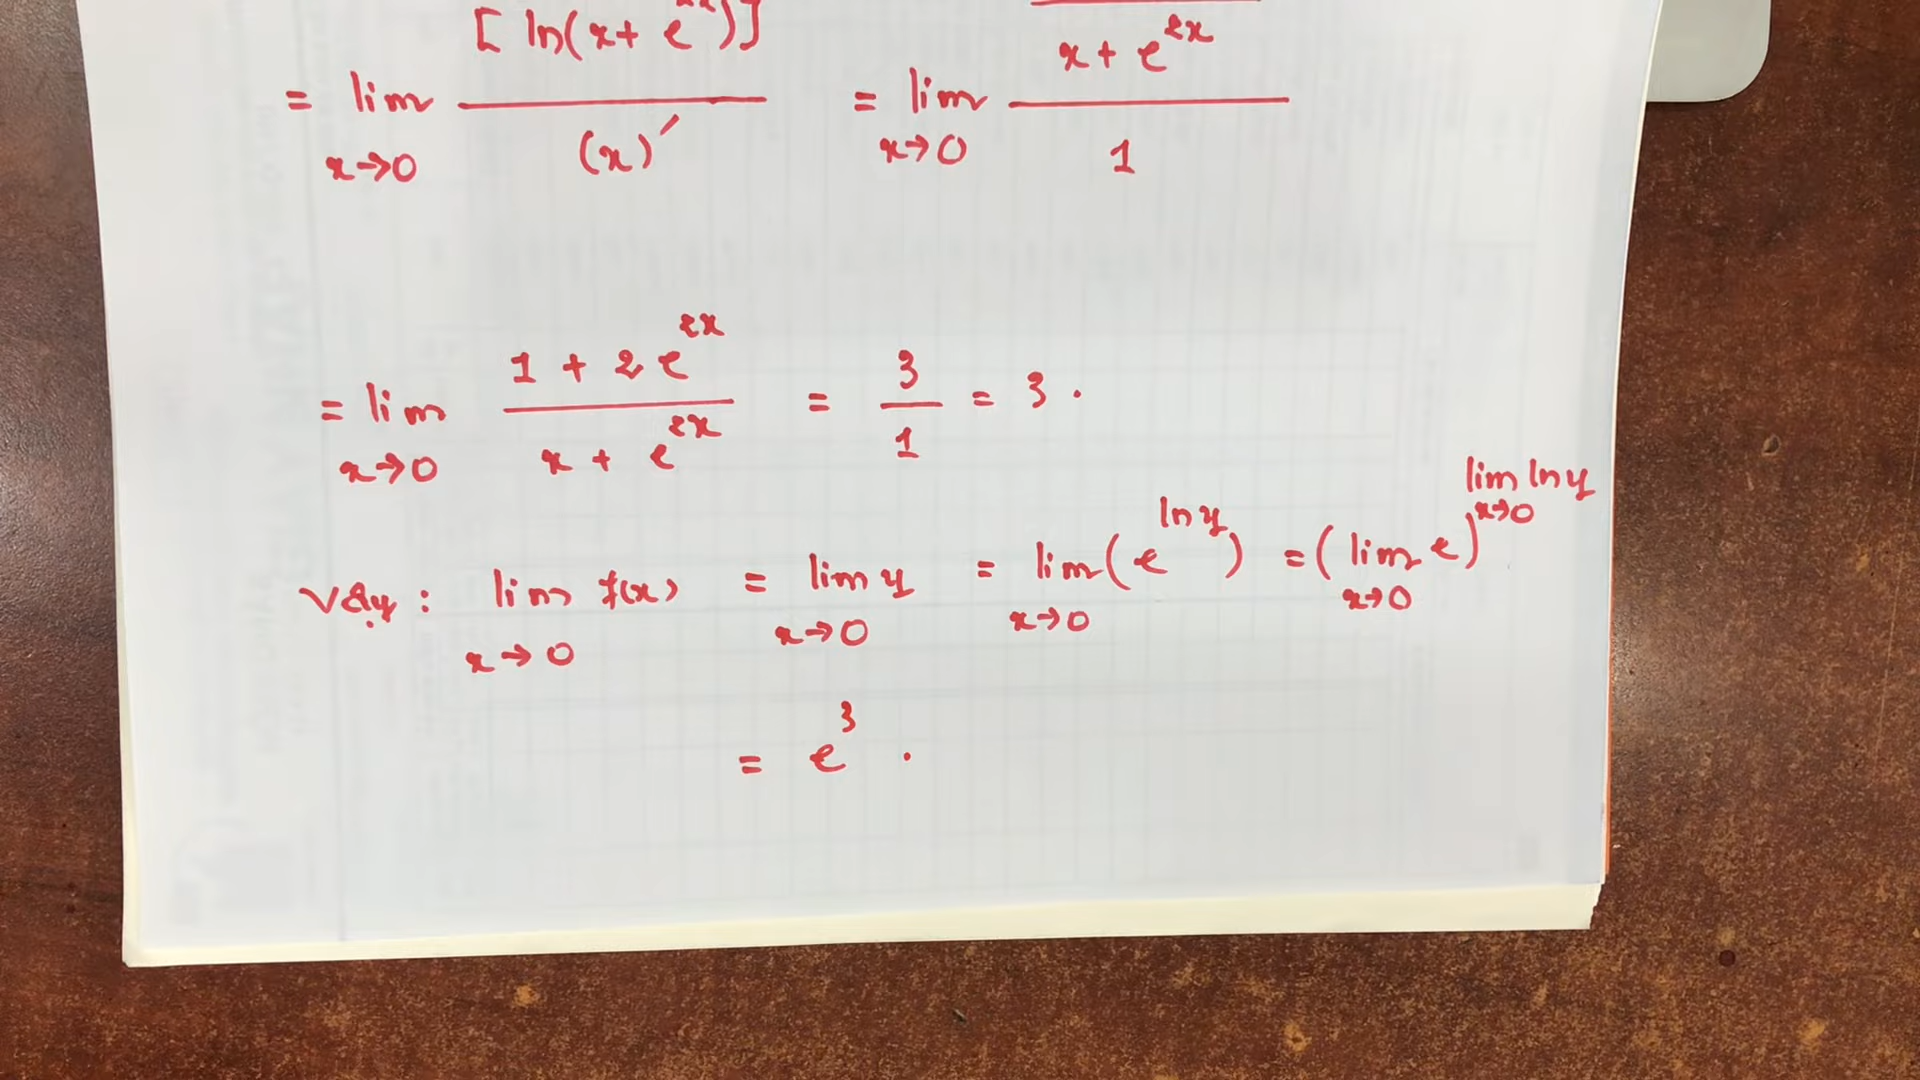 = lim x→0 [ln(x + e^2x)] / (x)′ = lim x→0 x + e^2x / 1
= lim x→0 1 + 2e^2x / x + e^2x = 3/1 = 3.
Vậy : lim x→0 f(x) = lim x→0 y = lim x→0 (e^ln y) = (lim x→0 e)^lim x→0 ln y
= e^3 .